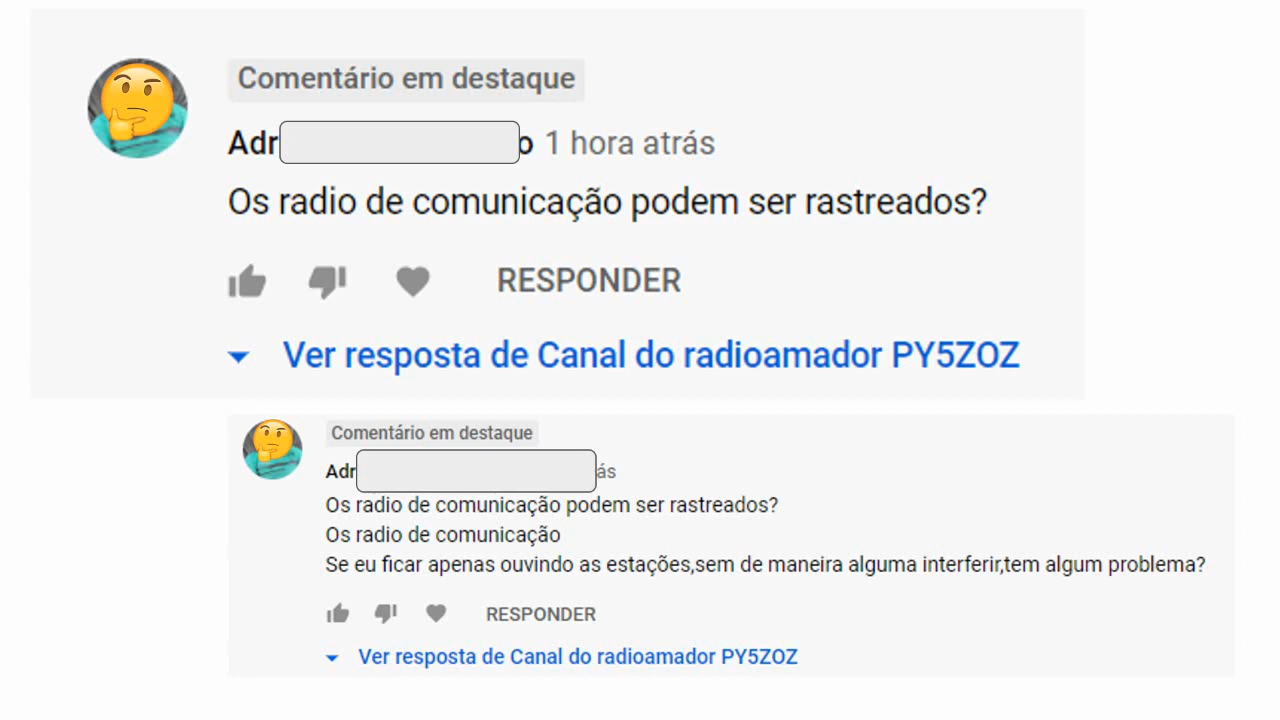 Comentário em destaque
Adr o 1 hora atrás
Os radio de comunicação podem ser rastreados?
RESPONDER
Ver resposta de Canal do radioamador PY5ZOZ
Comentário em destaque
Adr ás
Os radio de comunicação podem ser rastreados?
Os radio de comunicação
Se eu ficar apenas ouvindo as estações,sem de maneira alguma interferir,tem algum problema?
RESPONDER
Ver resposta de Canal do radioamador PY5ZOZ